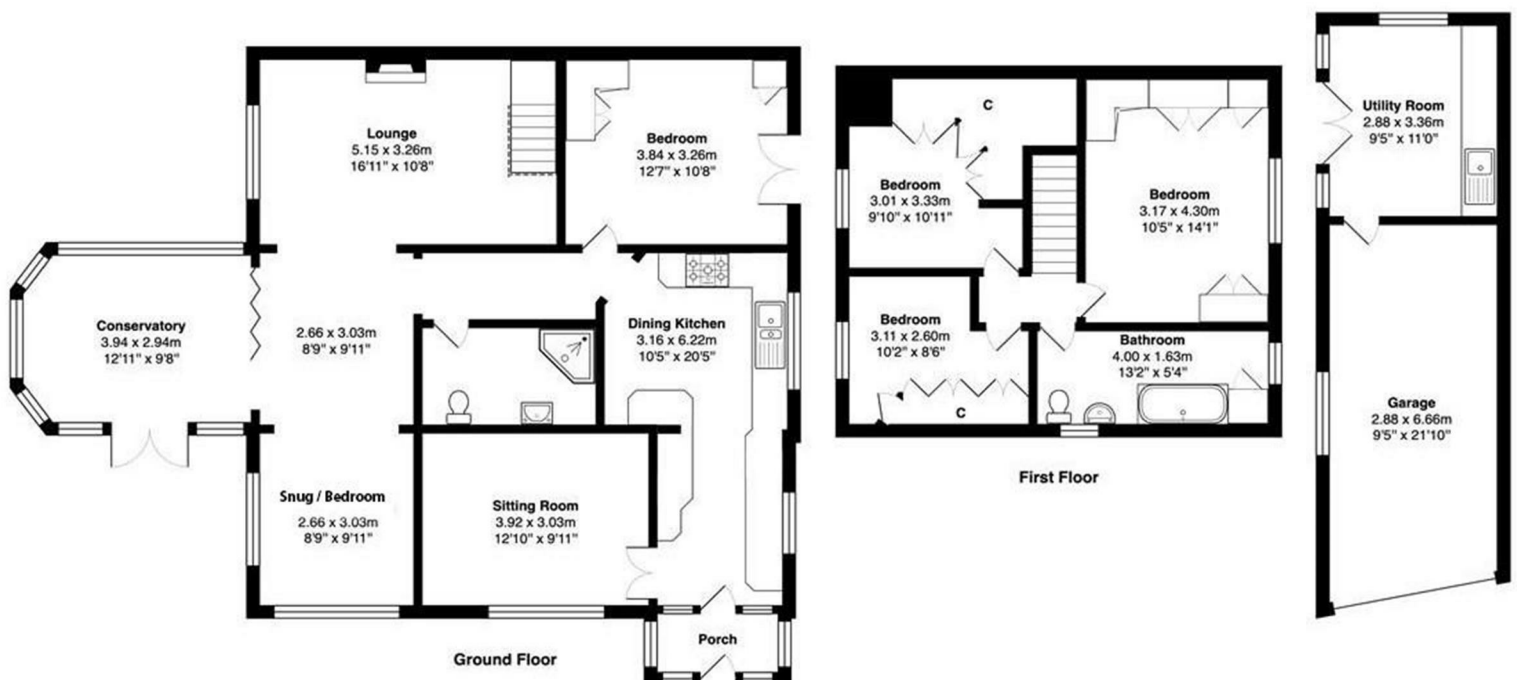 Lounge
5.15 x 3.26m
16'11" x 10'8"
Bedroom
3.84 x 3.26m
12'7" x 10'8"
Conservatory
3.94 x 2.94m
12'11" x 9'8"
2.66 x 3.03m
8'9" x 9'11"
Dining Kitchen
3.16 x 6.22m
10'5" x 20'5"
Snug / Bedroom
2.66 x 3.03m
8'9" x 9'11"
Sitting Room
3.92 x 3.03m
12'10" x 9'11"
Porch
Ground Floor
C
Bedroom
3.01 x 3.33m
9'10" x 10'11"
Bedroom
3.17 x 4.30m
10'5" x 14'1"
Bedroom
3.11 x 2.60m
10'2" x 8'6"
C
Bathroom
4.00 x 1.63m
13'2" x 5'4"
First Floor
Utility Room
2.88 x 3.36m
9'5" x 11'0"
Garage
2.88 x 6.66m
9'5" x 21'10"